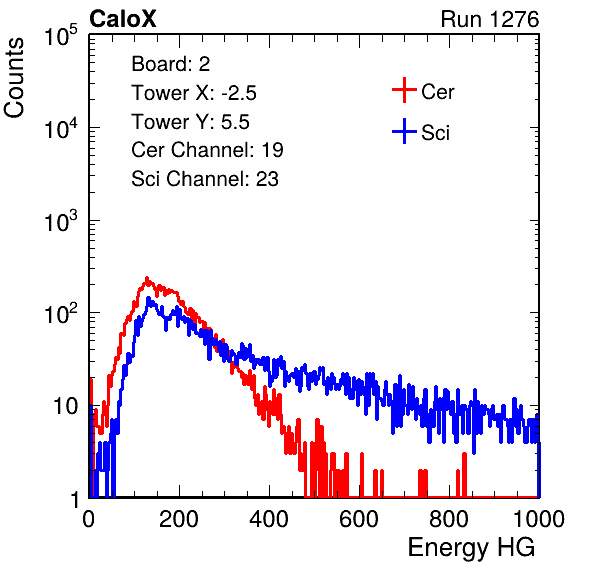 CaloX Run 1276
Counts
Board: 2
Tower X: -2.5
Tower Y: 5.5
Cer Channel: 19
Sci Channel: 23
Cer
Sci
10^5
10^4
10^3
10^2
10
1
0 200 400 600 800 1000
Energy HG